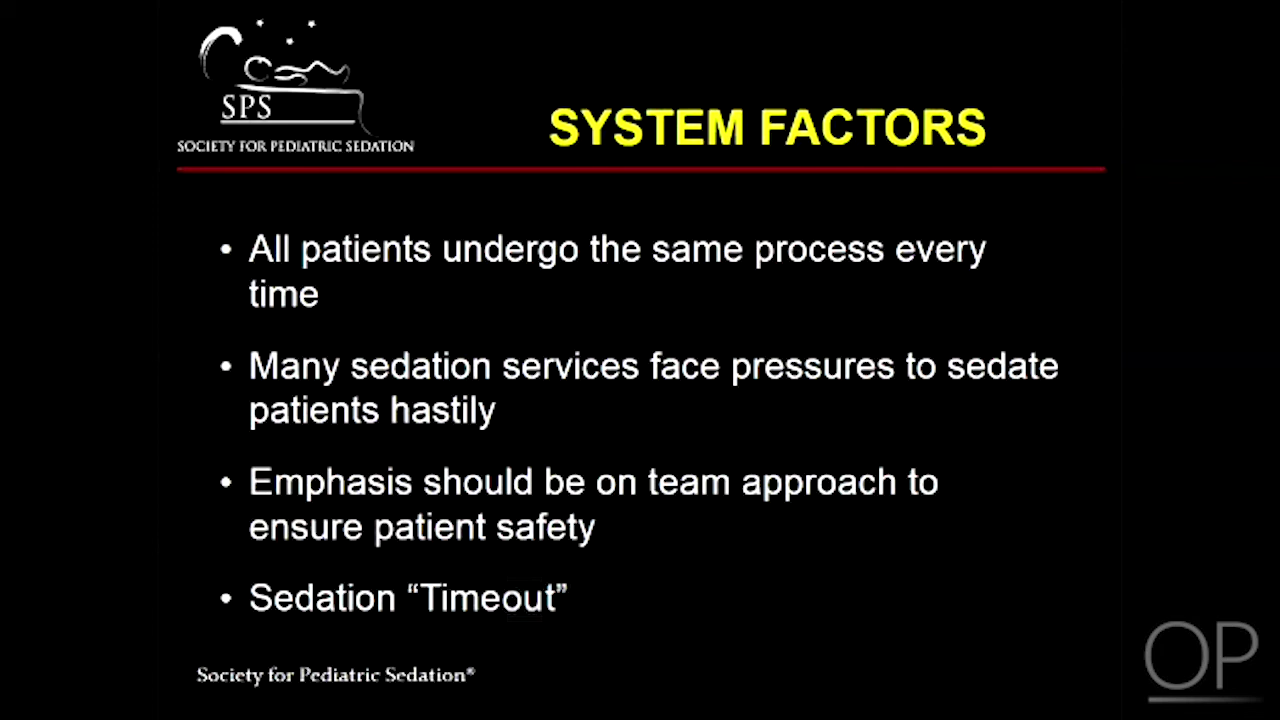 SPS
SOCIETY FOR PEDIATRIC SEDATION
SYSTEM FACTORS
• All patients undergo the same process every
time
• Many sedation services face pressures to sedate
patients hastily
• Emphasis should be on team approach to
ensure patient safety
• Sedation “Timeout”
Society for Pediatric Sedation®
OP